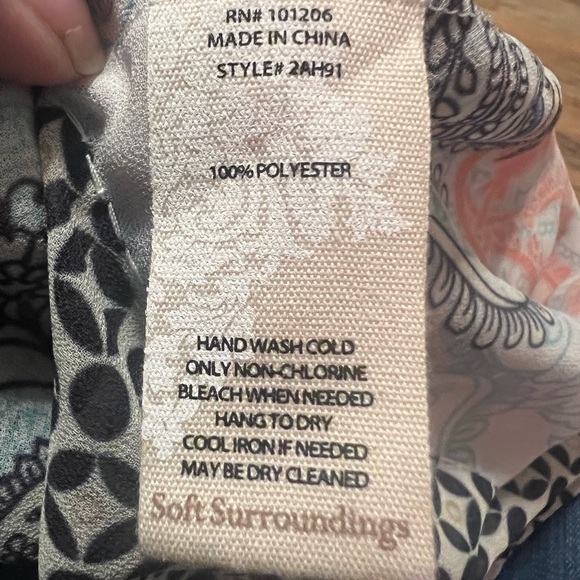 RN# 101206
MADE IN CHINA
STYLE# 2AH91
100% POLYESTER
HAND WASH COLD
ONLY NON-CHLORINE
BLEACH WHEN NEEDED
HANG TO DRY
COOL IRON IF NEEDED
MAY BE DRY CLEANED
Soft Surroundings